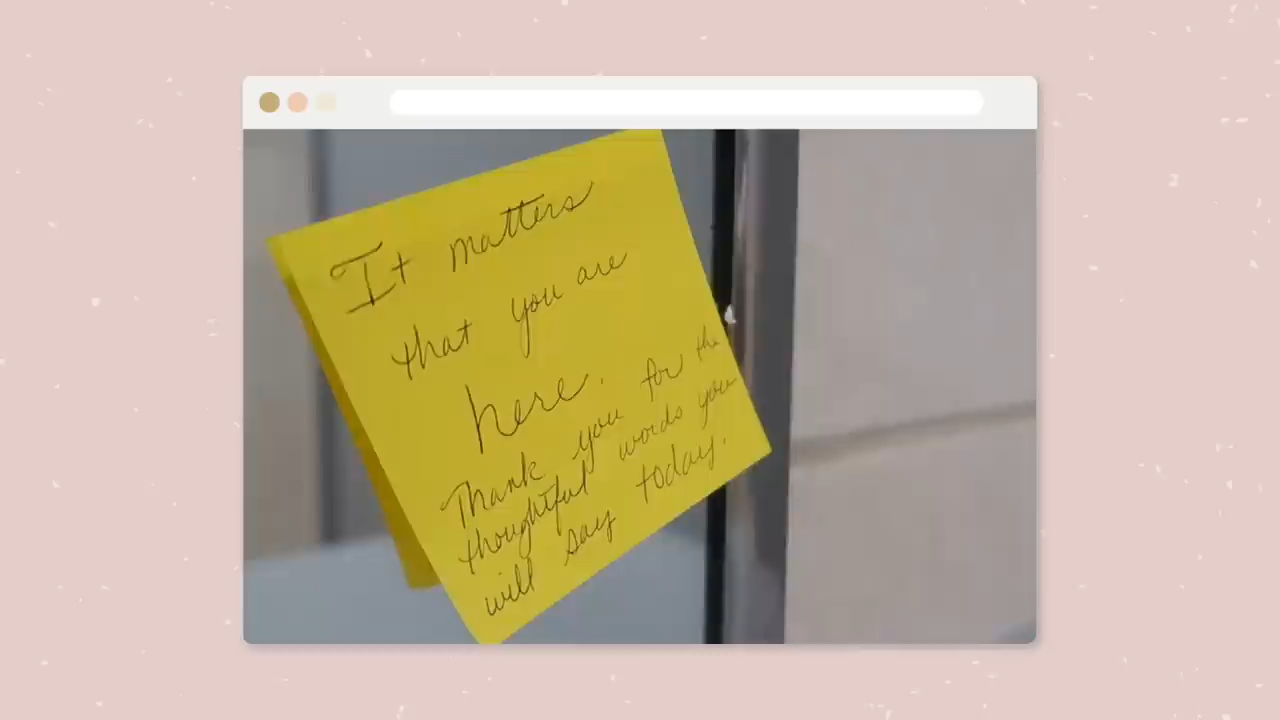 It matters
that you are
here.
Thank you for the
thoughtful words you
will say today.